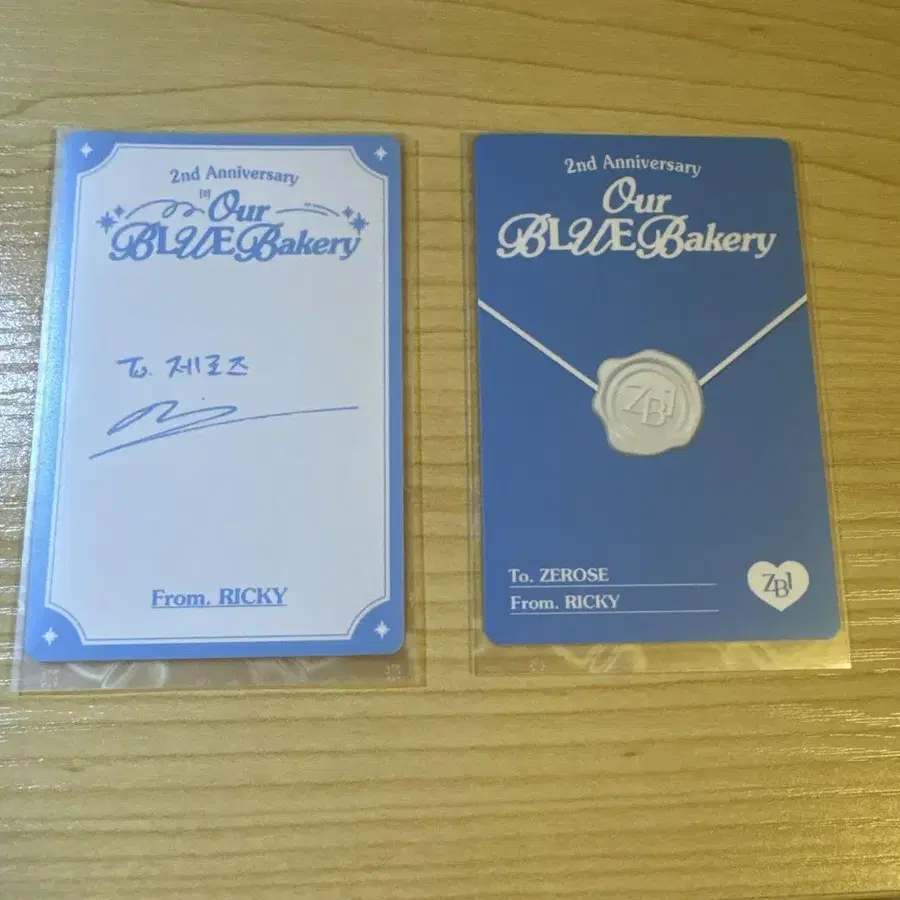 2nd Anniversary
Our
BLUE Bakery
To. 제로즈
From. RICKY
2nd Anniversary
Our
BLUE Bakery
ZB1
To. ZEROSE
From. RICKY
ZB1